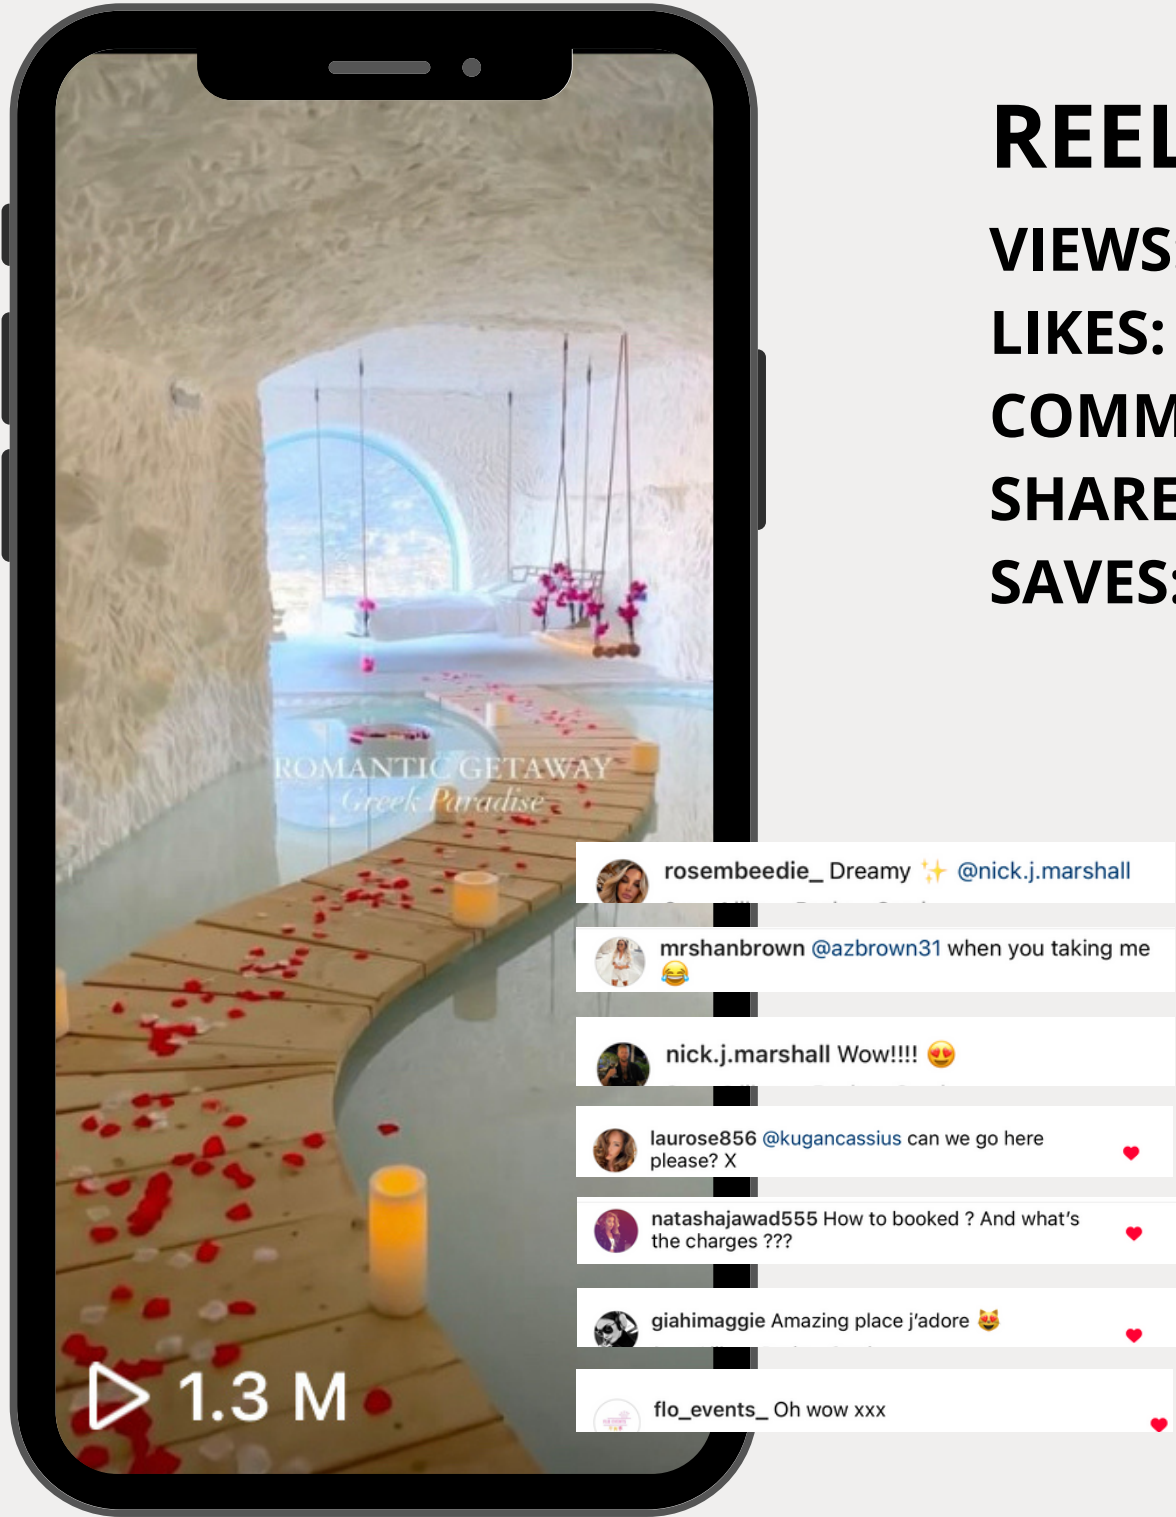 REEL
VIEWS:
LIKES:
COMM
SHARE
SAVES:
ROMANTIC GETAWAY
Greek Paradise
rosembeedie_ Dreamy ✨ @nick.j.marshall
mrshanbrown @azbrown31 when you taking me
😂
nick.j.marshall Wow!!!! 😍
laurose856 @kugancassius can we go here
please? X
natashajawad555 How to booked ? And what's
the charges ???
giahimaggie Amazing place j'adore 😻
flo_events_ Oh wow xxx
1.3 M